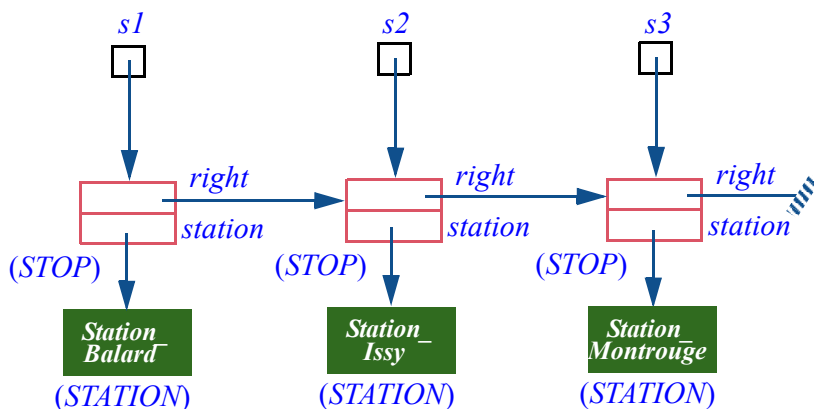 s1 s2 s3
right right right
station station station
(STOP) (STOP) (STOP)
Station_ Station_ Station_
Balard Issy Montrouge
(STATION) (STATION) (STATION)